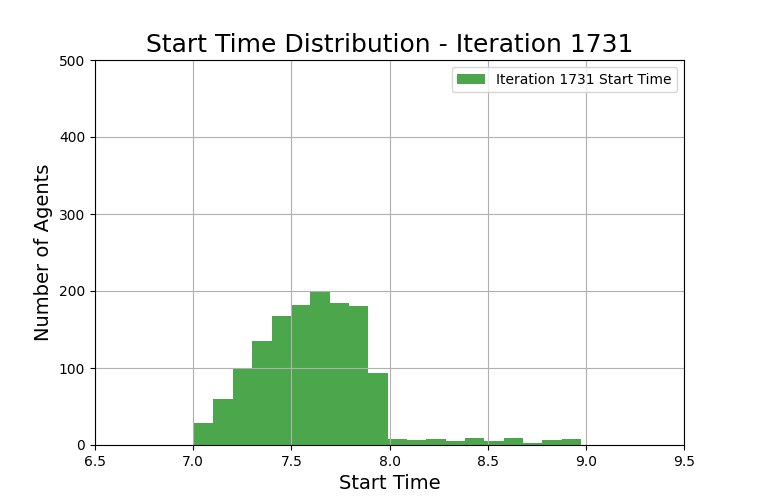 Start Time Distribution - Iteration 1731
Iteration 1731 Start Time
500
400
300
200
100
0
Number of Agents
6.5 7.0 7.5 8.0 8.5 9.0 9.5
Start Time